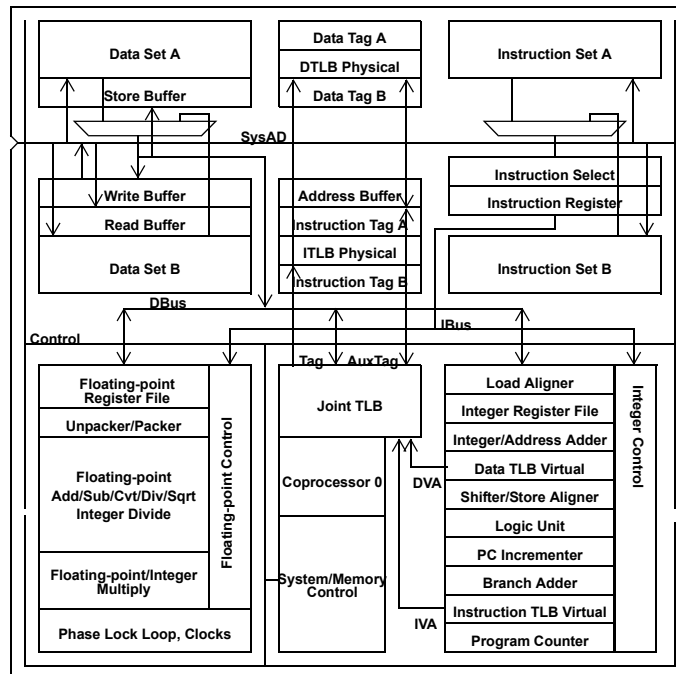 Data Set A
Store Buffer
Data Tag A
DTLB Physical
Data Tag B
Instruction Set A
SysAD
Write Buffer
Read Buffer
Data Set B
Address Buffer
Instruction Tag A
ITLB Physical
Instruction Tag B
Instruction Select
Instruction Register
Instruction Set B
DBus
IBus
Control
Tag
AuxTag
Floating-point
Register File
Unpacker/Packer
Floating-point
Add/Sub/Cvt/Div/Sqrt
Integer Divide
Floating-point/Integer
Multiply
Floating-point Control
Phase Lock Loop, Clocks
Joint TLB
Coprocessor 0
System/Memory
Control
DVA
IVA
Load Aligner
Integer Register File
Integer/Address Adder
Data TLB Virtual
Shifter/Store Aligner
Logic Unit
PC Incrementer
Branch Adder
Instruction TLB Virtual
Program Counter
Integer Control